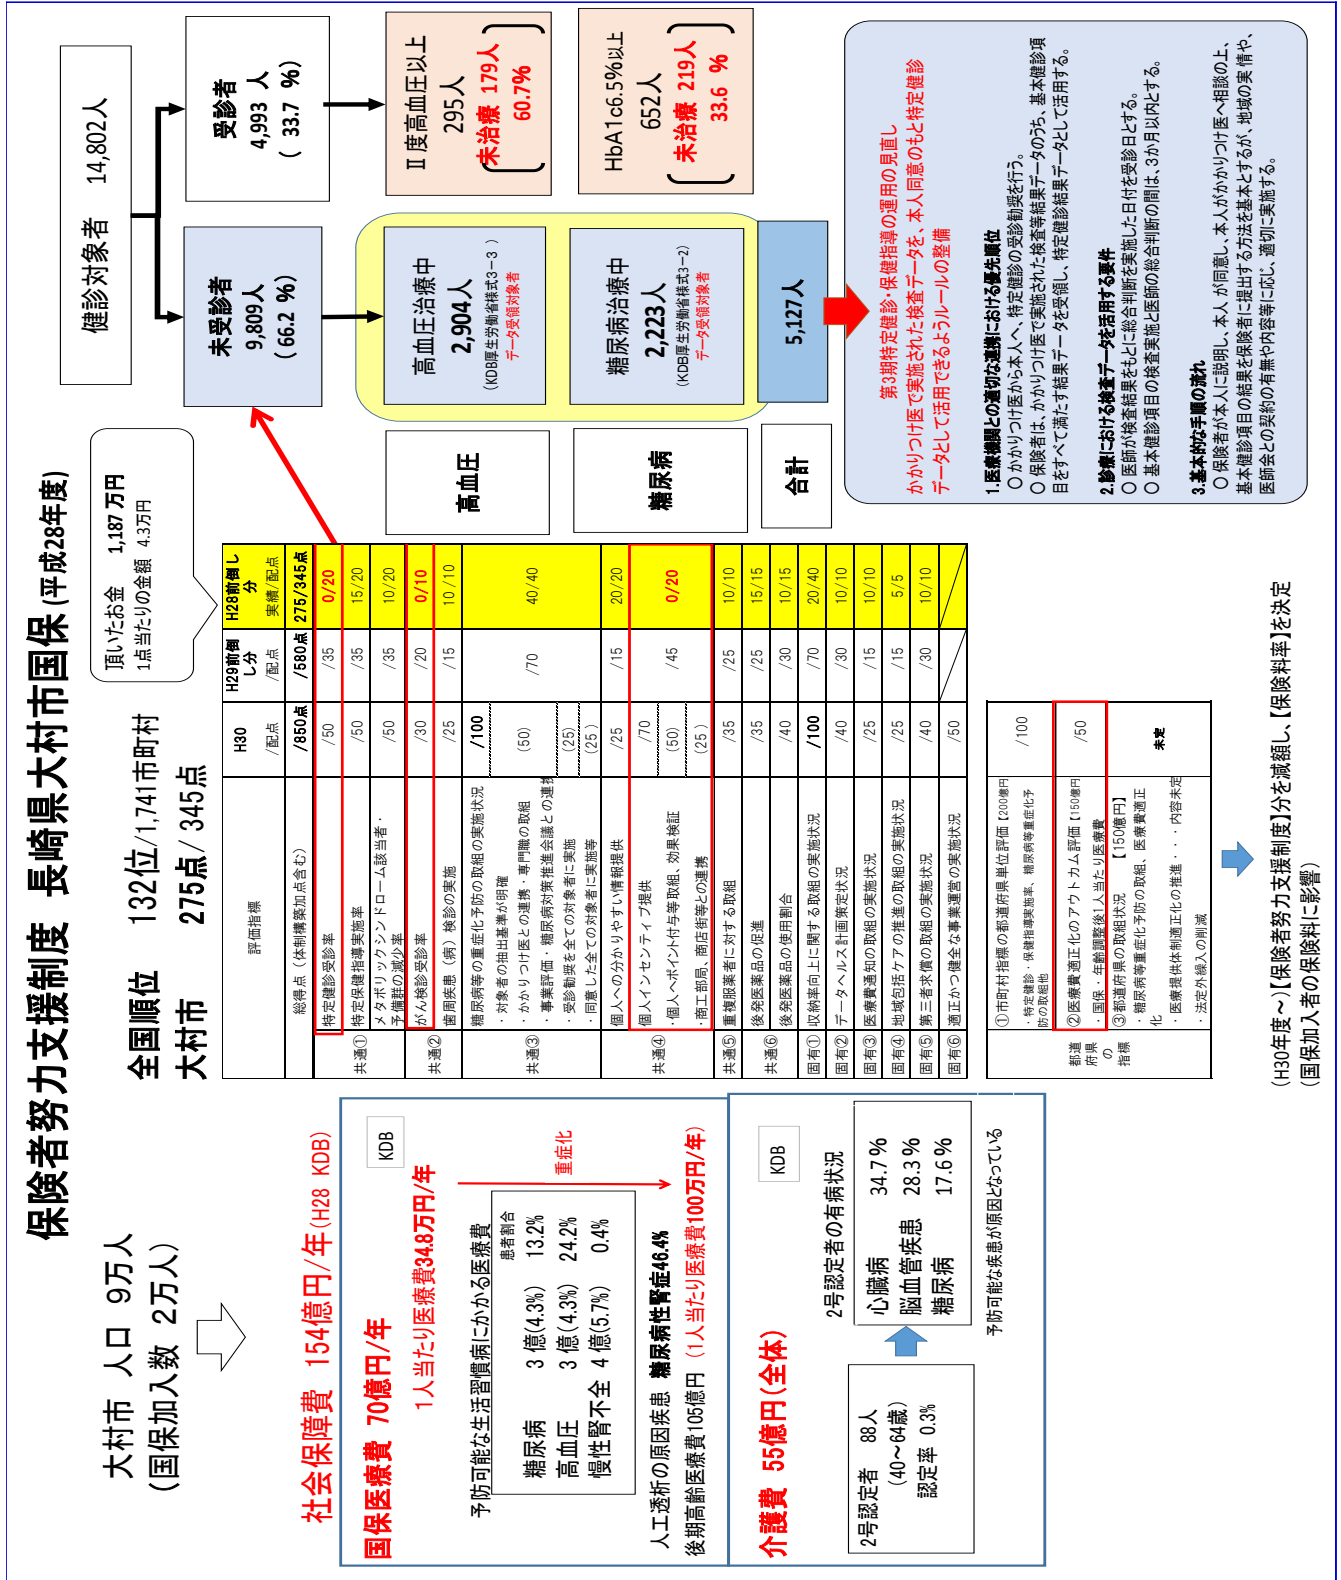 保険者努力支援制度 長崎県大村市国保(平成28年度)
大村市 人口 9万人
(国保加入数 2万人)
社会保障費 154億円/年(H28 KDB)
国保医療費 70億円/年
KDB
1人当たり医療費34.8万円/年
予防可能な生活習慣病にかかる医療費
患者割合
糖尿病 3 億(4.3%) 13.2%
高血圧 3 億(4.3%) 24.2%
慢性腎不全 4 億(5.7%) 0.4%
重症化
人工透析の原因疾患 糖尿病性腎症46.4%
後期高齢医療費105億円 (1人当たり医療費100万円/年)
介護費 55億円(全体)
KDB
2号認定者 88人
(40～64歳)
認定率 0.3%
2号認定者の有病状況
心臓病 34.7 %
脳血管疾患 28.3 %
糖尿病 17.6 %
予防可能な疾患が原因となっている
全国順位 132位/1,741市町村
大村市 275点/ 345点
頂いたお金 1,187 万円
1点当たりの金額 4.3万円
評価指標 H30 /配点 H29前倒し分 /配点 H28前倒し分 実績/配点
総得点（体制構築加点含む） /850点 /580点 275/345点
共通① 特定健診受診率 /50 /35 0/20
特定保健指導実施率 /50 /35 15/20
メタボリックシンドローム該当者・
予備群の減少率 /50 /35 10/20
共通② がん検診受診率 /30 /20 0/10
歯周疾患（病）検診の実施 /25 /15 10/10
共通③ 糖尿病等の重症化予防の取組の実施状況 /100 /70 40/40
・対象者の抽出基準が明確
・かかりつけ医との連携・専門職の取組 (50)
・事業評価・糖尿病対策推進会議との連携
・受診勧奨を全ての対象者に実施 (25)
・同意した全ての対象者に実施等 (25 )
共通④ 個人への分かりやすい情報提供 /25 /15 20/20
個人インセンティブ提供 /70 /45 0/20
・個人へポイント付与等取組、効果検証 (50)
・商工部局、商店街等との連携 (25 )
共通⑤ 重複服薬者に対する取組 /35 /25 10/10
共通⑥ 後発医薬品の促進 /35 /25 15/15
後発医薬品の使用割合 /40 /30 10/15
固有① 収納率向上に関する取組の実施状況 /100 /70 20/40
固有② データヘルス計画策定状況 /40 /30 10/10
固有③ 医療費通知の取組の実施状況 /25 /15 10/10
固有④ 地域包括ケアの推進の取組の実施状況 /25 /15 5/5
固有⑤ 第三者求償の取組の実施状況 /40 /30 10/10
固有⑥ 適正かつ健全な事業運営の実施状況 /50
都道
府県
の
指標
①市町村指標の都道府県単位評価【200億円 /100
・特定健診・保健指導実施率、糖尿病等重症化予
防の取組他
②医療費適正化のアウトカム評価【150億円 /50
・国保・年齢調整後1人当たり医療費
③都道府県の取組状況 【150億円】 未定
・糖尿病等重症化予防の取組、医療費適正
化
・医療提供体制適正化の推進・・・内容未定
・法定外繰入の削減
(H30年度～)【保険者努力支援制度】分を減額し、【保険料率】を決定
(国保加入者の保険料に影響)
健診対象者 14,802人
未受診者
9,809人
( 66.2 %)
受診者
4,993 人
( 33.7 %)
高血圧
高血圧治療中
2,904人
(KDB厚生労働省様式3－3 )
データ受領対象者
Ⅱ度高血圧以上
295人
未治療 179人
60.7%
糖尿病
糖尿病治療中
2,223人
(KDB厚生労働省様式3－2)
データ受領対象者
HbA1c6.5%以上
652人
未治療 219人
33.6 %
合計
5,127人
第3期特定健診・保健指導の運用の見直し
かかりつけ医で実施された検査データを、本人同意のもと特定健診
データとして活用できるようルールの整備
1.医療機関との適切な連携における優先順位
〇 かかりつけ医から本人へ、特定健診の受診勧奨を行う。
〇 保険者は、かかりつけ医で実施された検査等結果データのうち、基本健診項
目をすべて満たす結果データを受領し、特定健診結果データとして活用する。
2.診療における検査データを活用する要件
〇 医師が検査結果をもとに総合判断を実施した日付を受診日とする。
〇 基本健診項目の検査実施と医師の総合判断の間は、3か月以内とする。
3.基本的な手順の流れ
〇 保険者が本人に説明し、本人 が同意し、本人がかかりつけ医へ相談の上、
基本健診項目の結果を保険者に提出する方法を基本とするが、地域の実 情や、
医師会との契約の有無や内容等に応じ、適切に実施する。